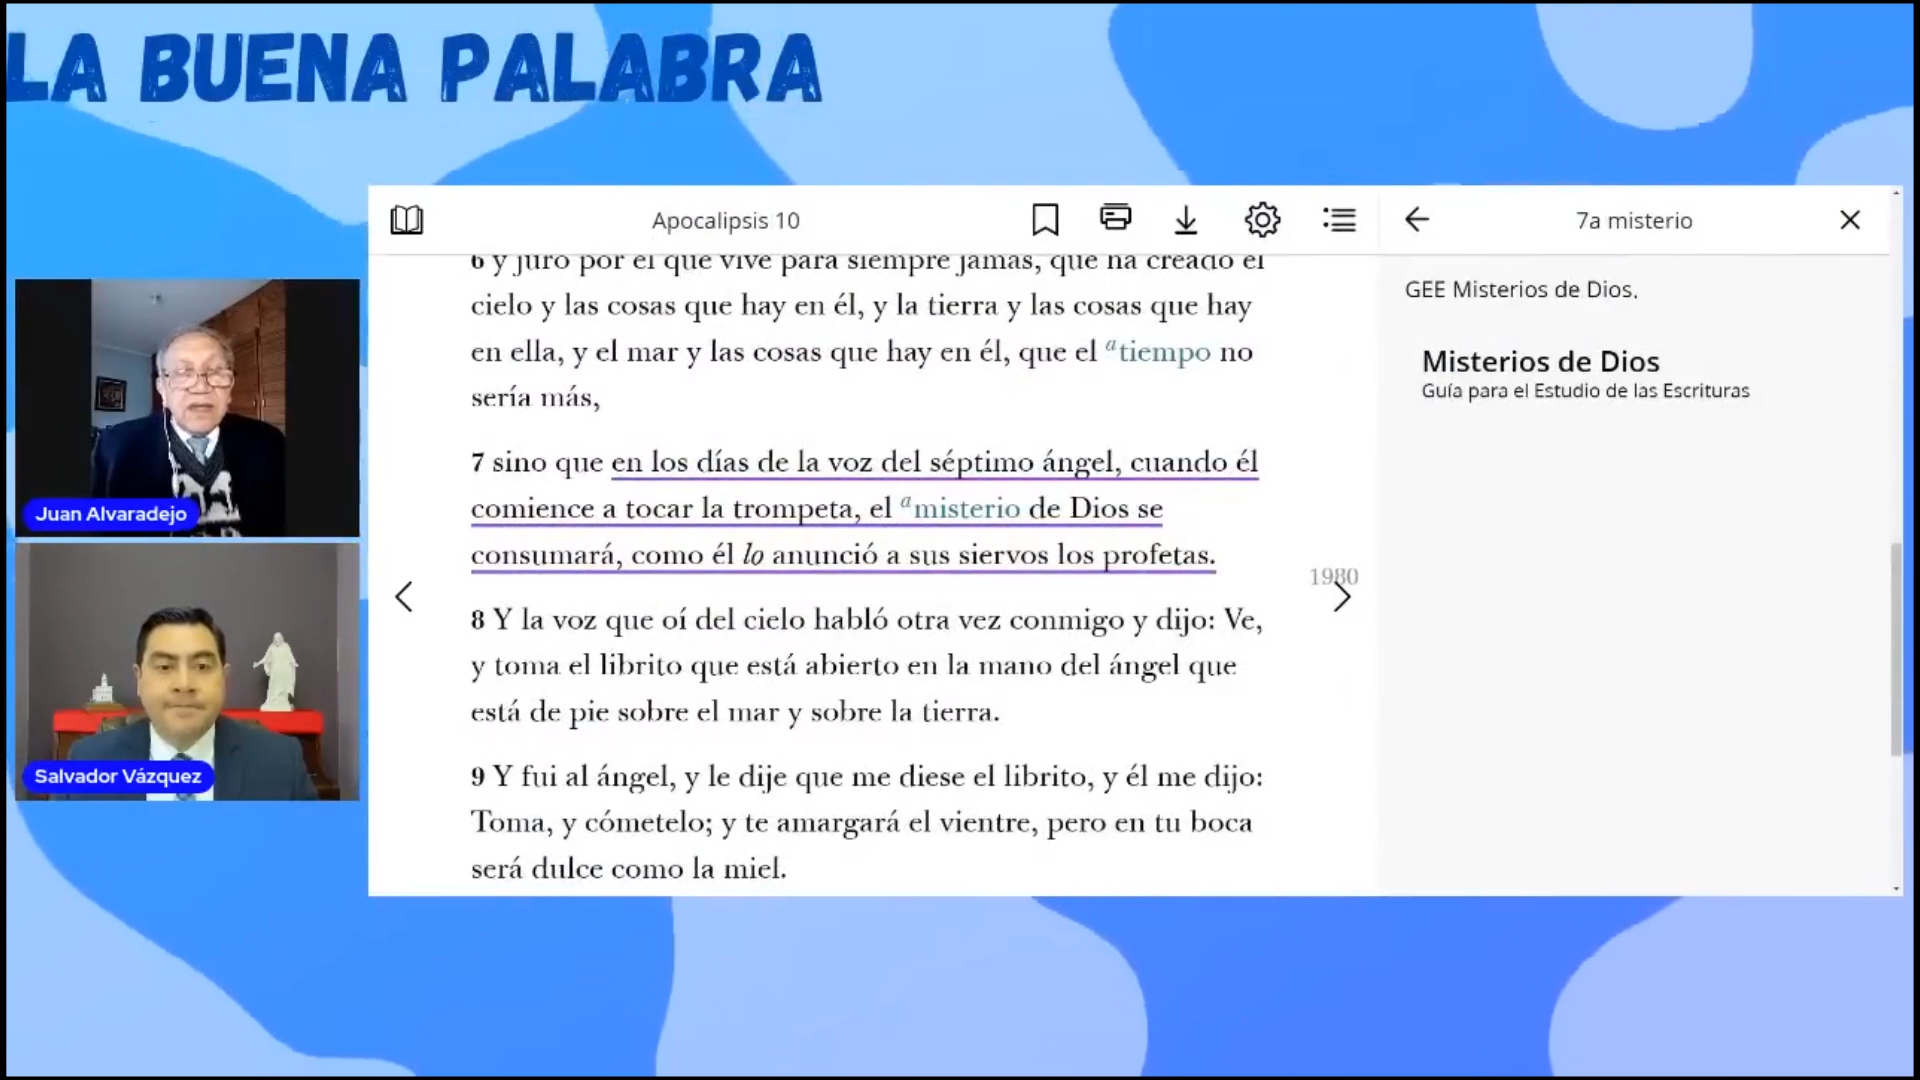 LA BUENA PALABRA
Apocalipsis 10
7a misterio
6 y juró por el que vive para siempre jamás, que ha creado el
cielo y las cosas que hay en él, y la tierra y las cosas que hay
en ella, y el mar y las cosas que hay en él, que el a tiempo no
sería más,
7 sino que en los días de la voz del séptimo ángel, cuando él
comience a tocar la trompeta, el a misterio de Dios se
consumará, como él lo anunció a sus siervos los profetas.
1980
8 Y la voz que oí del cielo habló otra vez conmigo y dijo: Ve,
y toma el librito que está abierto en la mano del ángel que
está de pie sobre el mar y sobre la tierra.
9 Y fui al ángel, y le dije que me diese el librito, y él me dijo:
Toma, y cómetelo; y te amargará el vientre, pero en tu boca
será dulce como la miel.
GEE Misterios de Dios.
Misterios de Dios
Guía para el Estudio de las Escrituras
Juan Alvaradejo
Salvador Vázquez